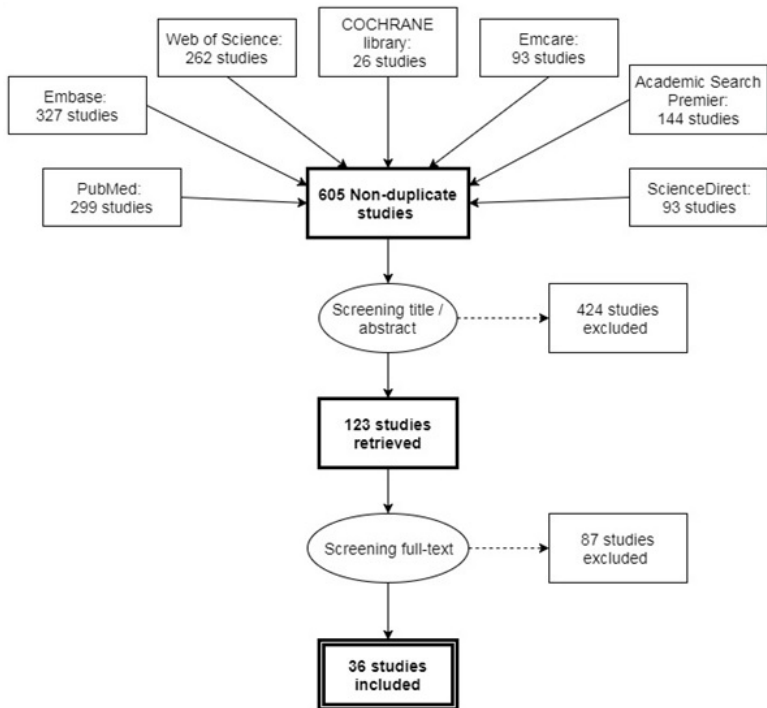 COCHRANE
library:
26 studies
Web of Science:
262 studies
Emcare:
93 studies
Embase:
327 studies
Academic Search
Premier:
144 studies
PubMed:
299 studies
605 Non-duplicate
studies
ScienceDirect:
93 studies
Screening title /
abstract
424 studies
excluded
123 studies
retrieved
Screening full-text
87 studies
excluded
36 studies
included